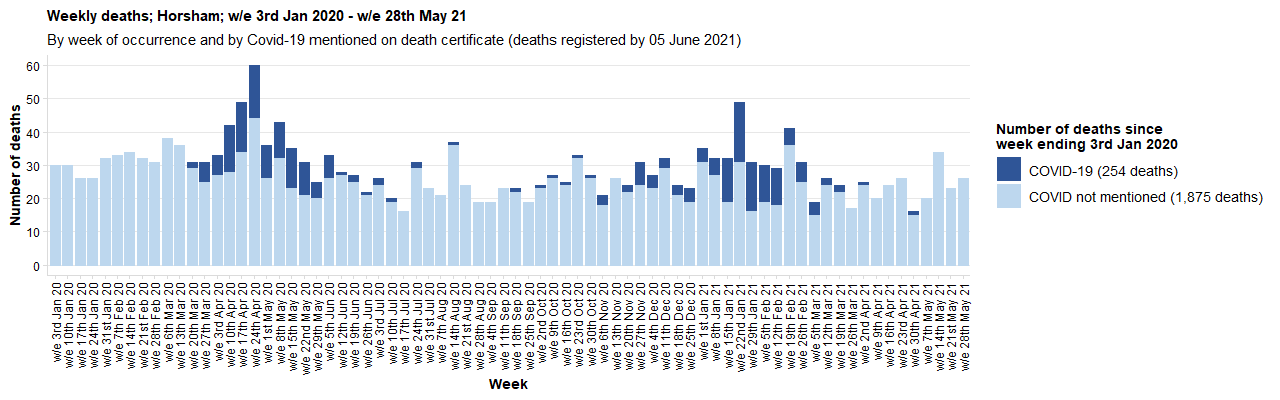 Weekly deaths; Horsham; w/e 3rd Jan 2020 - w/e 28th May 21
By week of occurrence and by Covid-19 mentioned on death certificate (deaths registered by 05 June 2021)
Number of deaths
60
50
40
30
20
10
0
w/e 3rd Jan 20
w/e 10th Jan 20
w/e 17th Jan 20
w/e 24th Jan 20
w/e 31st Jan 20
w/e 7th Feb 20
w/e 14th Feb 20
w/e 21st Feb 20
w/e 28th Feb 20
w/e 6th Mar 20
w/e 13th Mar 20
w/e 20th Mar 20
w/e 27th Mar 20
w/e 3rd Apr 20
w/e 10th Apr 20
w/e 17th Apr 20
w/e 24th Apr 20
w/e 1st May 20
w/e 8th May 20
w/e 15th May 20
w/e 22nd May 20
w/e 29th May 20
w/e 5th Jun 20
w/e 12th Jun 20
w/e 19th Jun 20
w/e 26th Jun 20
w/e 3rd Jul 20
w/e 10th Jul 20
w/e 17th Jul 20
w/e 24th Jul 20
w/e 31st Jul 20
w/e 7th Aug 20
w/e 14th Aug 20
w/e 21st Aug 20
w/e 28th Aug 20
w/e 4th Sep 20
w/e 11th Sep 20
w/e 18th Sep 20
w/e 25th Sep 20
w/e 2nd Oct 20
w/e 9th Oct 20
w/e 16th Oct 20
w/e 23rd Oct 20
w/e 30th Oct 20
w/e 6th Nov 20
w/e 13th Nov 20
w/e 20th Nov 20
w/e 27th Nov 20
w/e 4th Dec 20
w/e 11th Dec 20
w/e 18th Dec 20
w/e 25th Dec 20
w/e 1st Jan 21
w/e 8th Jan 21
w/e 15th Jan 21
w/e 22nd Jan 21
w/e 29th Jan 21
w/e 5th Feb 21
w/e 12th Feb 21
w/e 19th Feb 21
w/e 26th Feb 21
w/e 5th Mar 21
w/e 12th Mar 21
w/e 19th Mar 21
w/e 26th Mar 21
w/e 2nd Apr 21
w/e 9th Apr 21
w/e 16th Apr 21
w/e 23rd Apr 21
w/e 30th Apr 21
w/e 7th May 21
w/e 14th May 21
w/e 21st May 21
w/e 28th May 21
Week
Number of deaths since
week ending 3rd Jan 2020
COVID-19 (254 deaths)
COVID not mentioned (1,875 deaths)